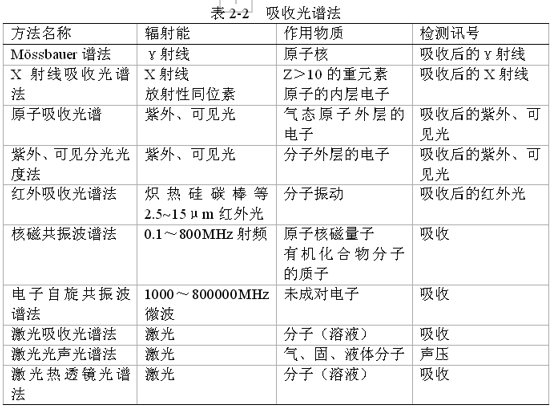 表 2-2 吸收光谱法
方法名称 辐射能 作用物质 检测讯号
Mössbauer 谱法 γ射线 原子核 吸收后的γ射线
X 射线吸收光谱法 X 射线 放射性同位素 Z＞10 的重元素 原子的内层电子 吸收后的 X 射线
原子吸收光谱 紫外、可见光 气态原子外层的电子 吸收后的紫外、可见光
紫外、可见分光光度法 紫外、可见光 分子外层的电子 吸收后的紫外、可见光
红外吸收光谱法 炽热硅碳棒等 2.5~15μm 红外光 分子振动 吸收后的红外光
核磁共振波谱法 0.1～800MHz 射频 原子核磁量子 有机化合物分子的质子 吸收
电子自旋共振波谱法 1000～800000MHz 微波 未成对电子 吸收
激光吸收光谱法 激光 分子（溶液） 吸收
激光光声光谱法 激光 气、固、液体分子 声压
激光热透镜光谱法 激光 分子（溶液） 吸收